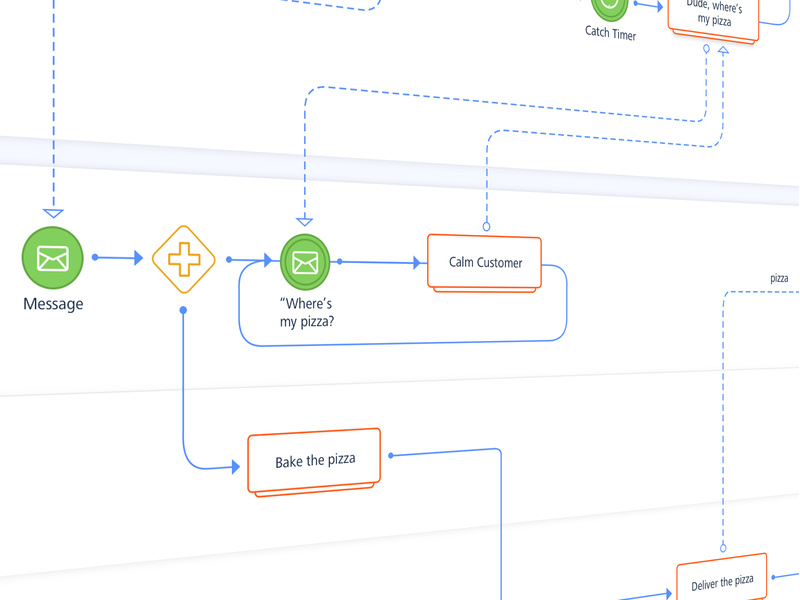 Dude, where's
my pizza
Catch Timer
Message
"Where's
my pizza?
Calm Customer
pizza
Bake the pizza
Deliver the pizza